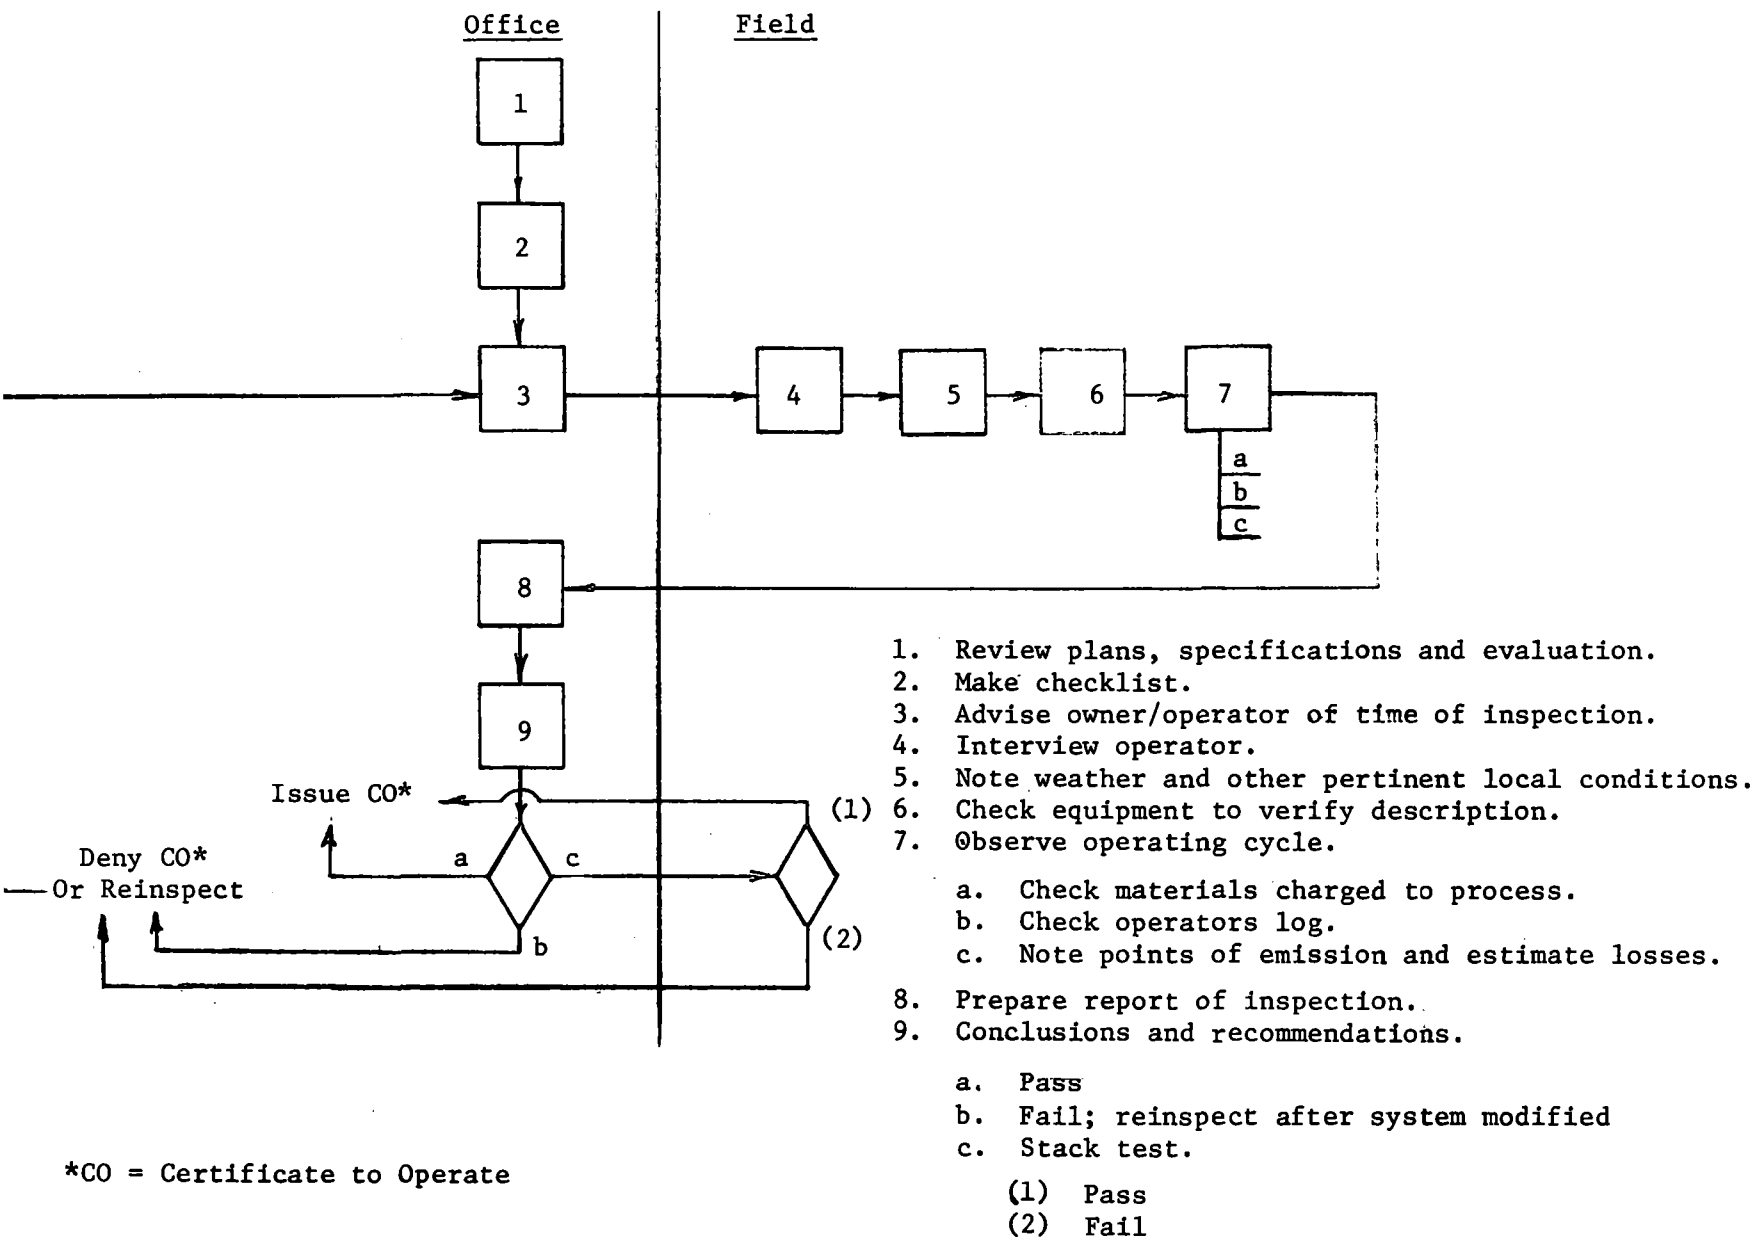 Office
Field
1
2
3
4
5
6
7
a
b
c
8
9
Issue CO*
(1)
Deny CO*
Or Reinspect
a
c
b
(2)
1. Review plans, specifications and evaluation.
2. Make checklist.
3. Advise owner/operator of time of inspection.
4. Interview operator.
5. Note weather and other pertinent local conditions.
6. Check equipment to verify description.
7. Observe operating cycle.
a. Check materials charged to process.
b. Check operators log.
c. Note points of emission and estimate losses.
8. Prepare report of inspection.
9. Conclusions and recommendations.
a. Pass
b. Fail; reinspect after system modified
c. Stack test.
(1) Pass
(2) Fail
*CO = Certificate to Operate